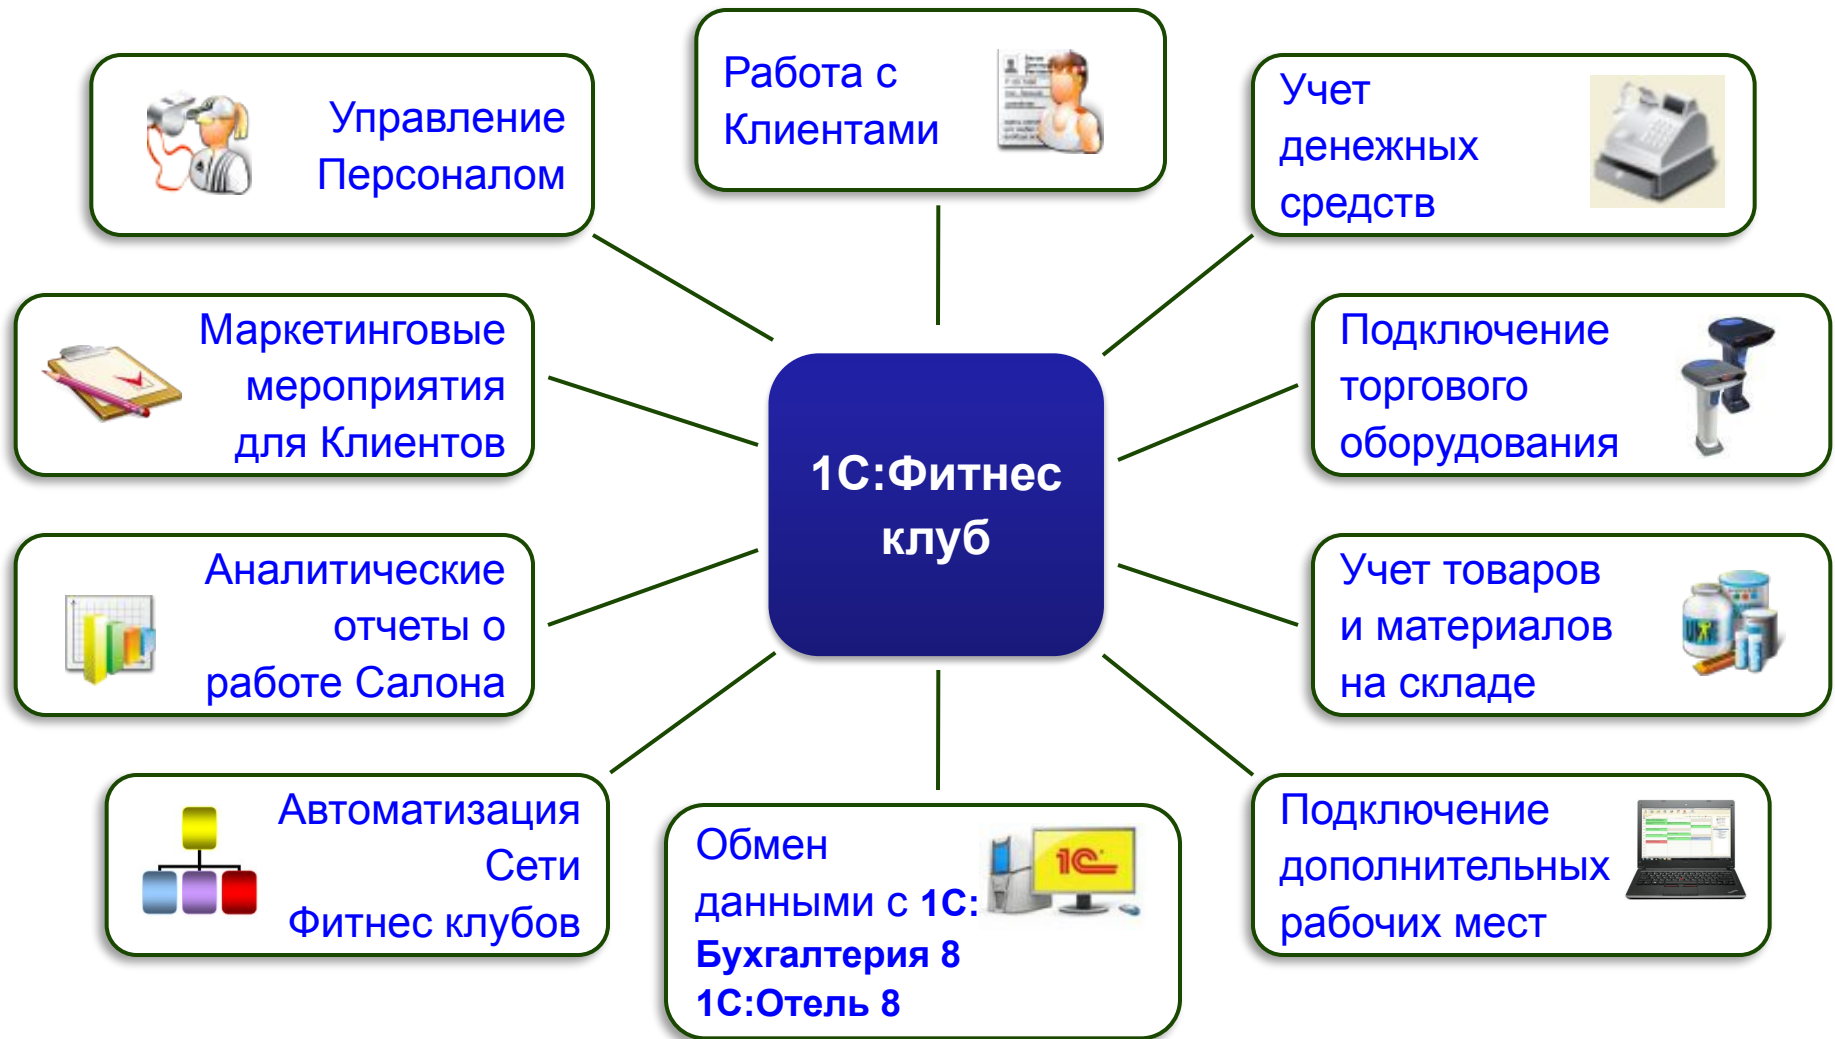 Работа с
Клиентами
Управление
Персоналом
Учет
денежных
средств
Маркетинговые
мероприятия
для Клиентов
Подключение
торгового
оборудования
1С:Фитнес
клуб
Аналитические
отчеты о
работе Салона
Учет товаров
и материалов
на складе
Автоматизация
Сети
Фитнес клубов
Обмен
данными с 1С:
Бухгалтерия 8
1С:Отель 8
1С
Подключение
дополнительных
рабочих мест